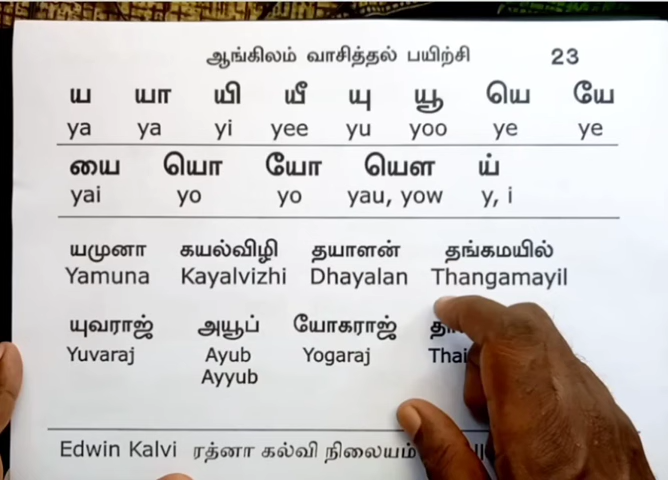 ஆங்கிலம் வாசித்தல் பயிற்சி 23
ய யா யி யீ யு யூ யெ யே
ya ya yi yee yu yoo ye ye
யை யொ யோ யௌ ய்
yai yo yo yau, yow y, i
யமுனா கயல்விழி தயாளன் தங்கமயில்
Yamuna Kayalvizhi Dhayalan Thangamayil
யுவராஜ் அயூப் யோகராஜ்
Yuvaraj Ayub Yogaraj
Ayyub
Edwin Kalvi ரத்னா கல்வி நிலையம்